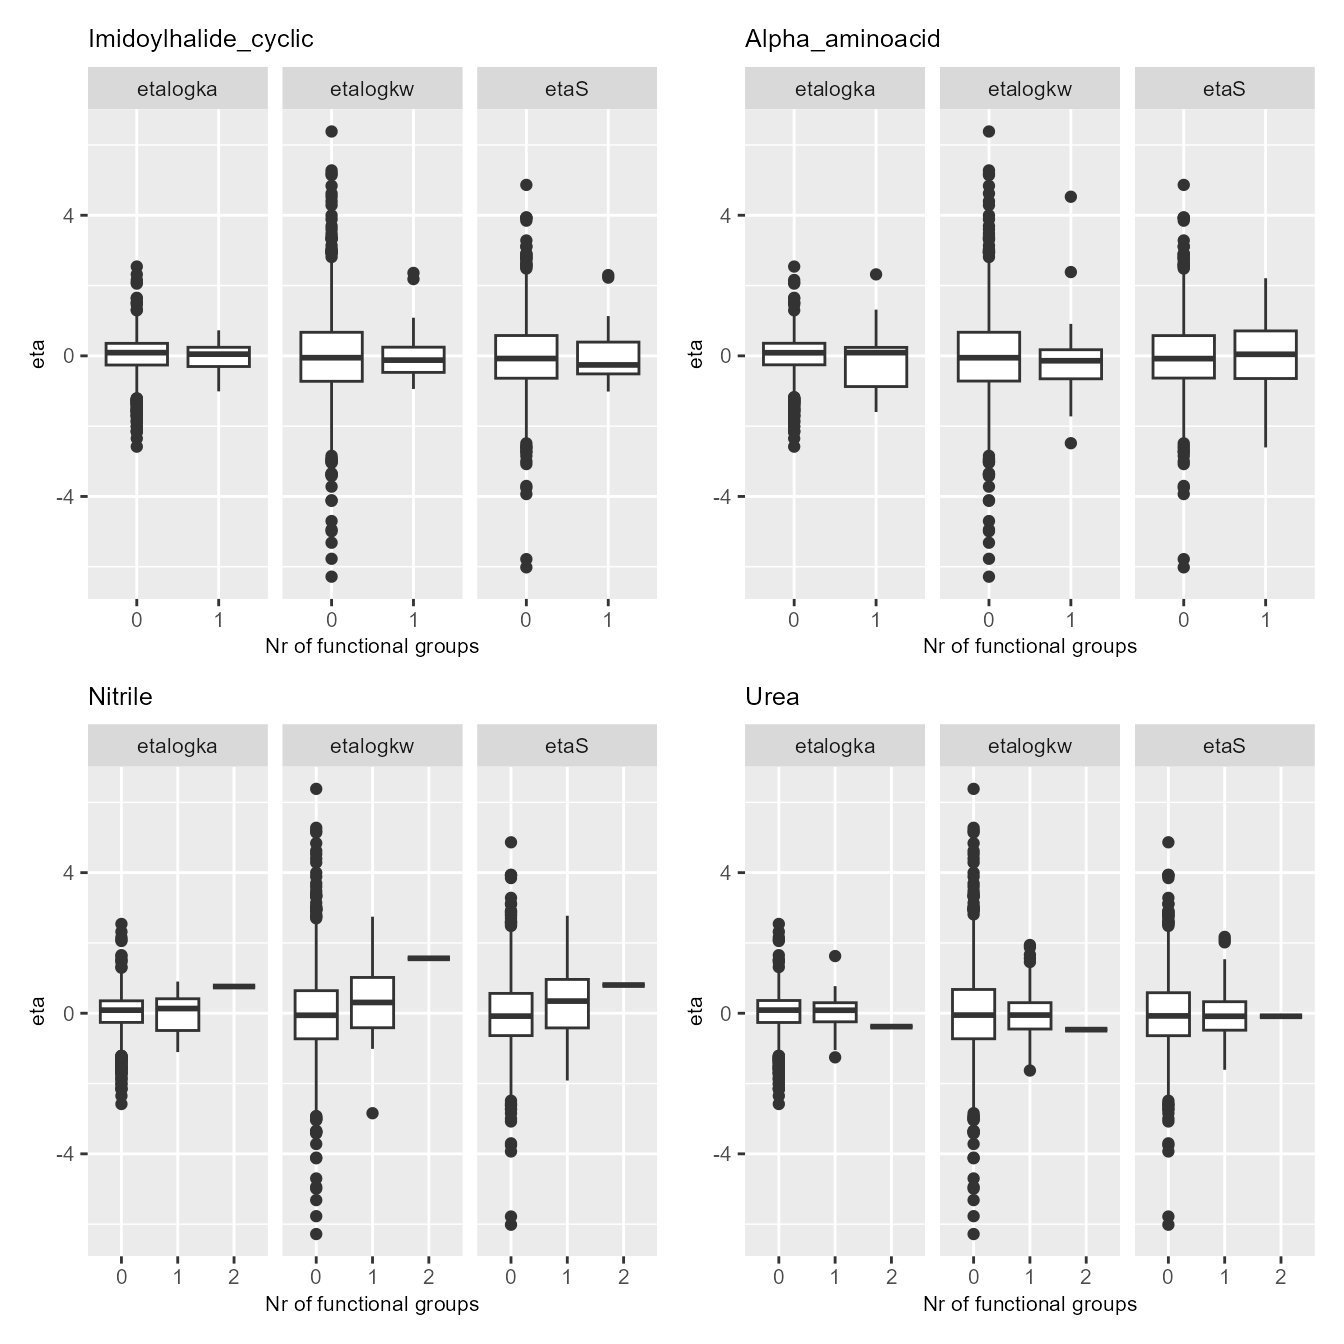 Imidoylhalide_cyclic
etalogka etalogkw etaS
eta
4
0
-4
0 1 0 1 0 1
Nr of functional groups
Alpha_aminoacid
etalogka etalogkw etaS
eta
4
0
-4
0 1 0 1 0 1
Nr of functional groups
Nitrile
etalogka etalogkw etaS
eta
4
0
-4
0 1 2 0 1 2 0 1 2
Nr of functional groups
Urea
etalogka etalogkw etaS
eta
4
0
-4
0 1 2 0 1 2 0 1 2
Nr of functional groups